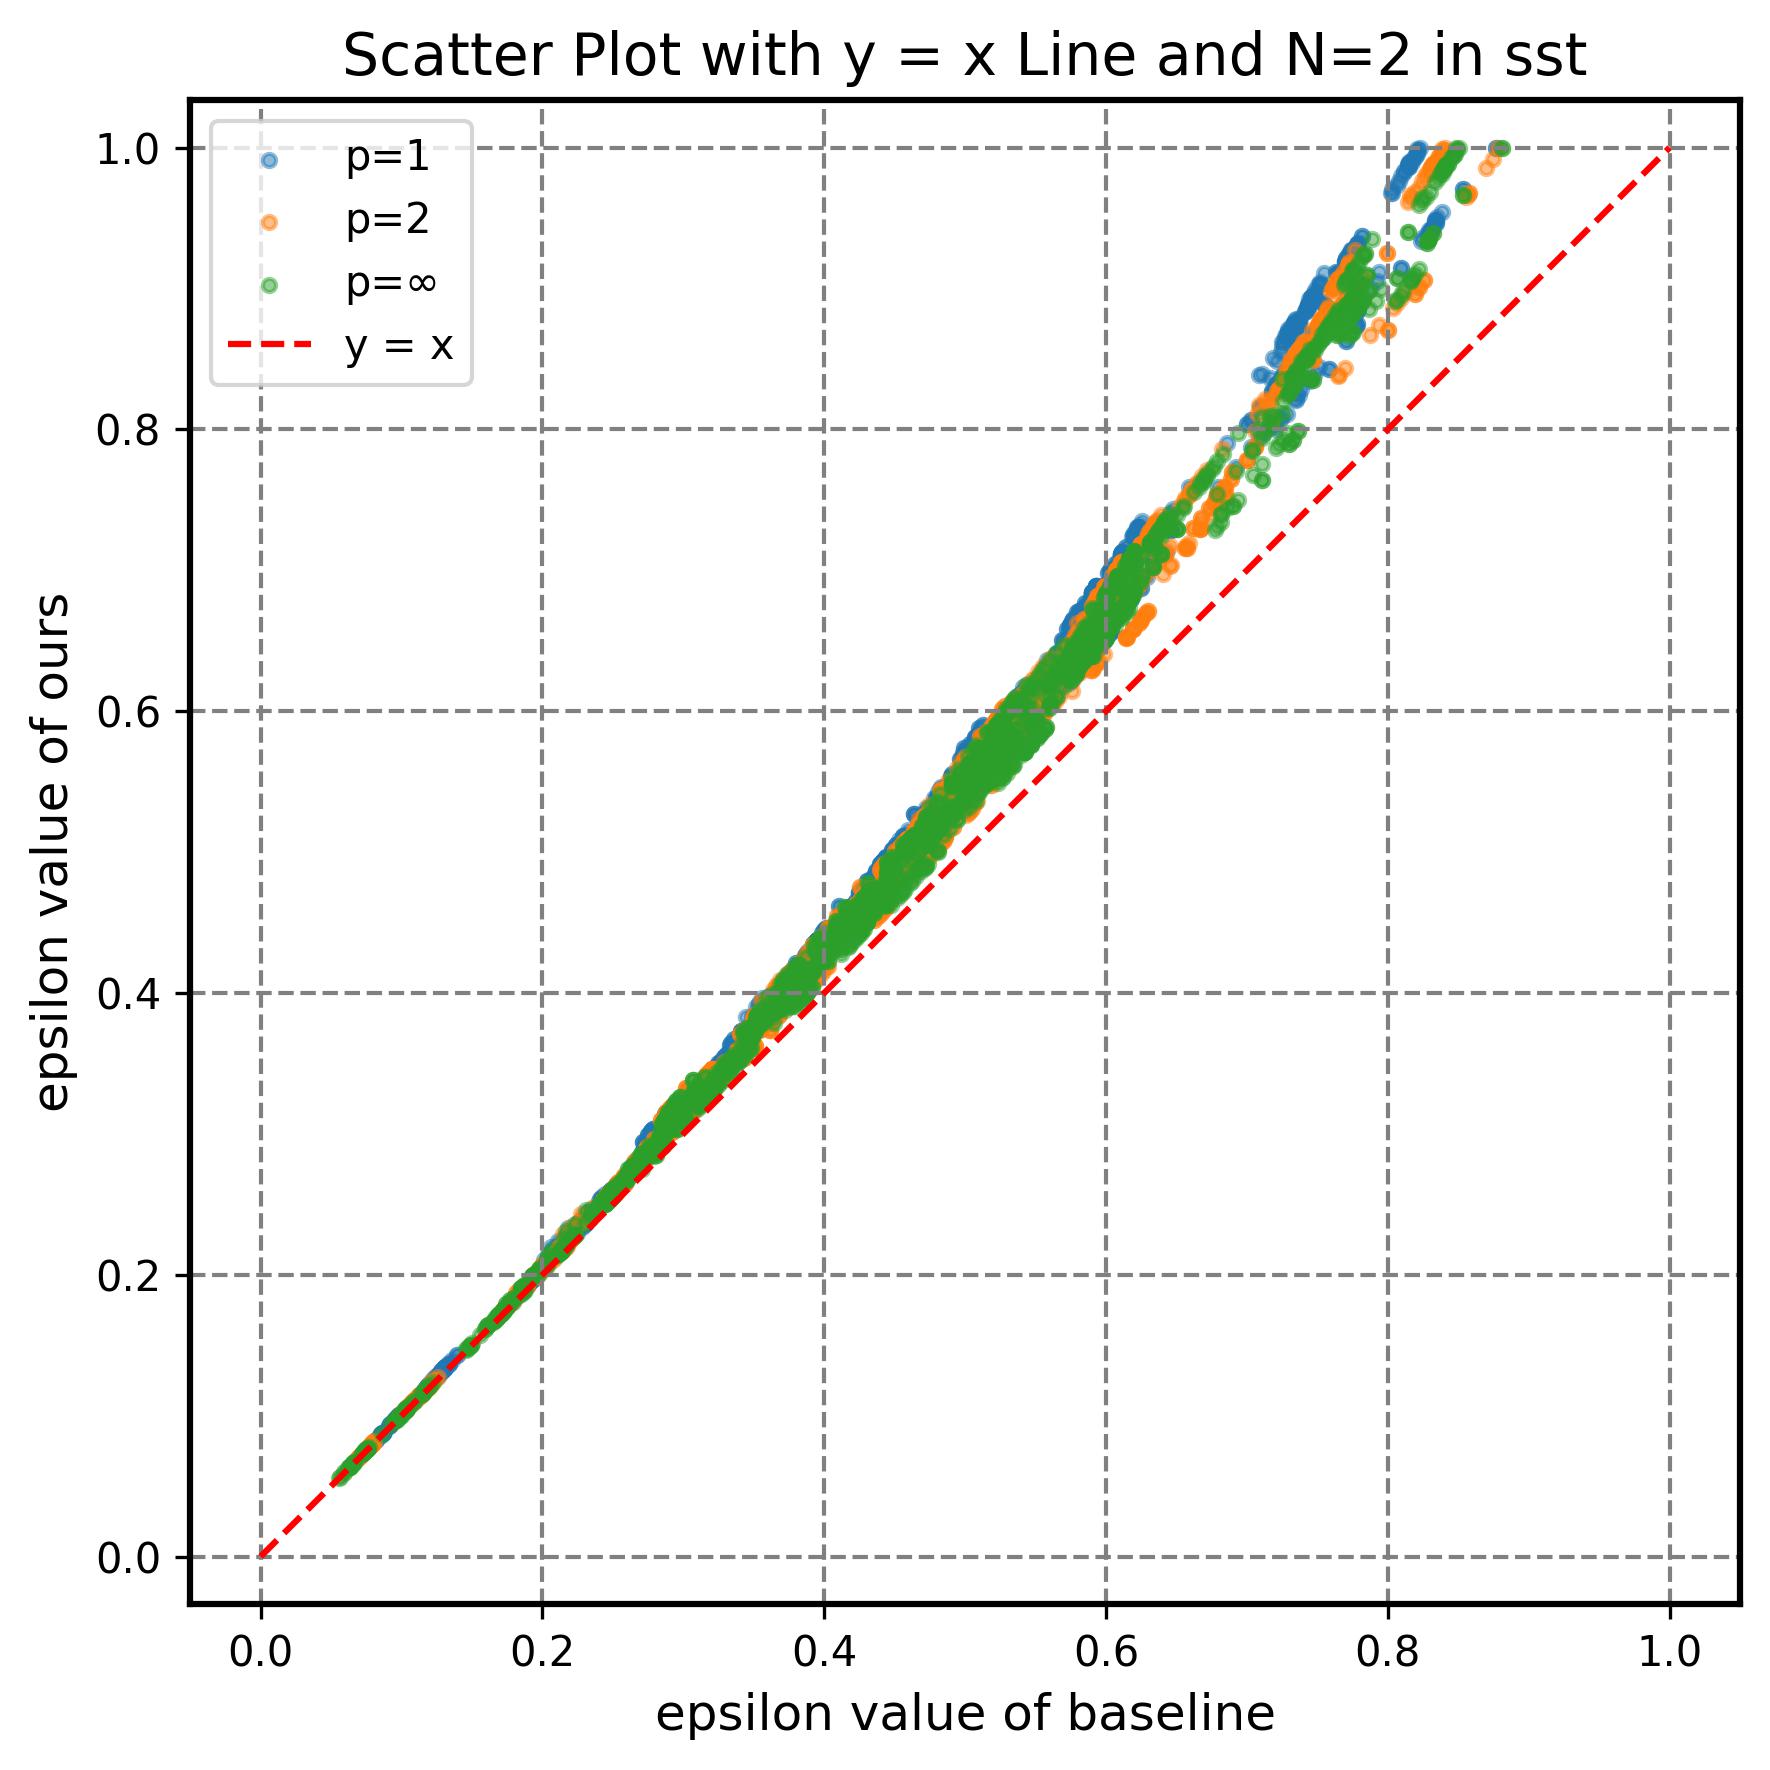 Scatter Plot with y = x Line and N=2 in sst
p=1
p=2
p=∞
y = x
epsilon value of ours
1.0
0.8
0.6
0.4
0.2
0.0
0.0 0.2 0.4 0.6 0.8 1.0
epsilon value of baseline